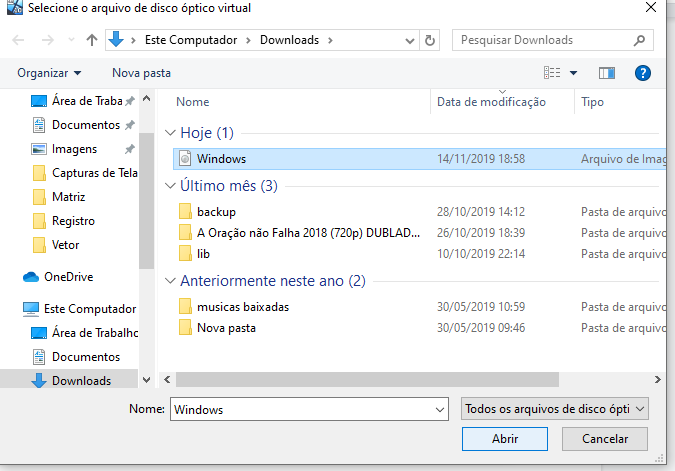 Selecione o arquivo de disco óptico virtual
Este Computador > Downloads >
Pesquisar Downloads
Organizar
Nova pasta
Área de Traba
Documentos
Imagens
Capturas de Tela
Matriz
Registro
Vetor
OneDrive
Este Computador
Área de Trabalho
Documentos
Downloads
Nome Data de modificação Tipo
Hoje (1)
Windows 14/11/2019 18:58 Arquivo de Imag
Último mês (3)
backup 28/10/2019 14:12 Pasta de arquivo
A Oração não Falha 2018 (720p) DUBLAD... 26/10/2019 18:39 Pasta de arquivo
lib 10/10/2019 22:14 Pasta de arquivo
Anteriormente neste ano (2)
musicas baixadas 30/05/2019 10:59 Pasta de arquivo
Nova pasta 30/05/2019 09:46 Pasta de arquivo
Nome: Windows
Todos os arquivos de disco ópti
Abrir
Cancelar